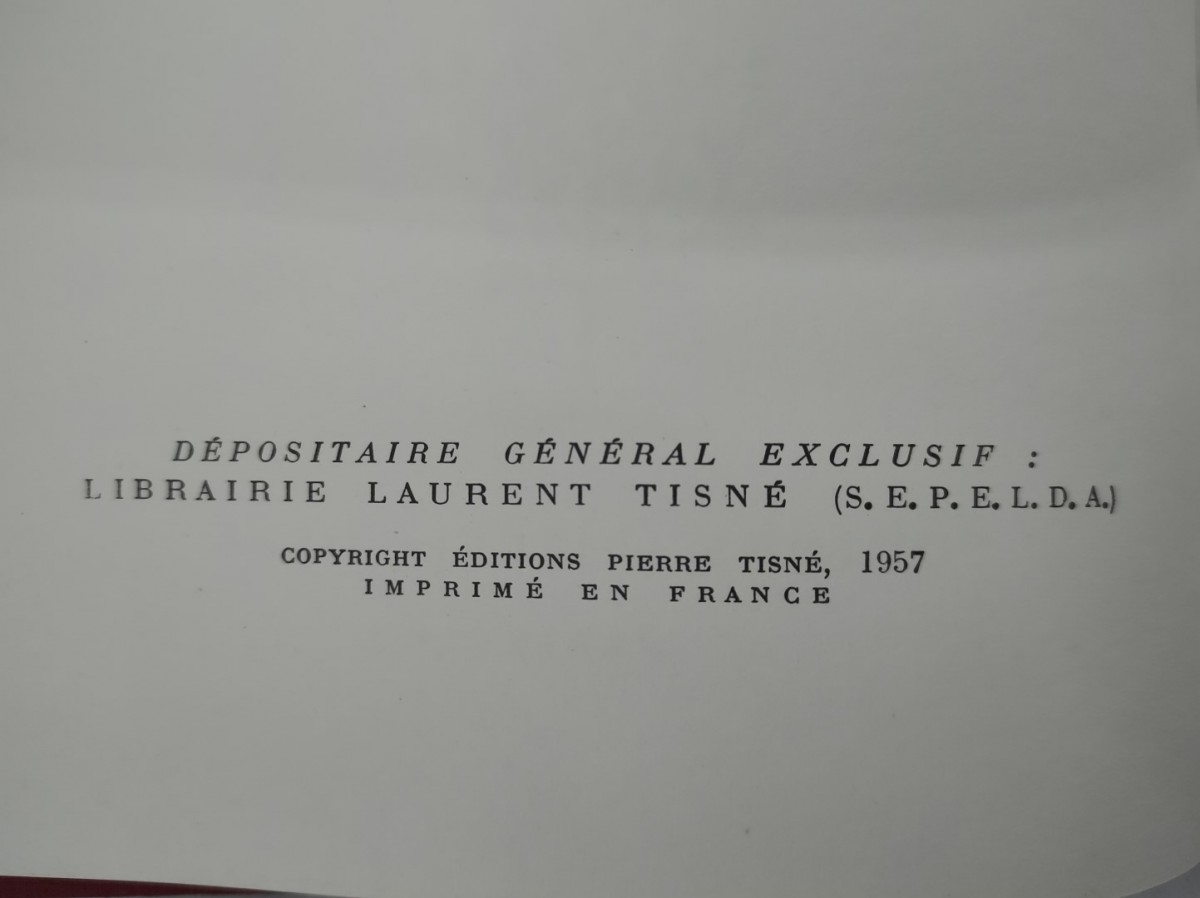 DÉPOSITAIRE GÉNÉRAL EXCLUSIF :
LIBRAIRIE LAURENT TISNÉ (S. E. P. E. L. D. A.)
COPYRIGHT ÉDITIONS PIERRE TISNÉ, 1957
IMPRIMÉ EN FRANCE